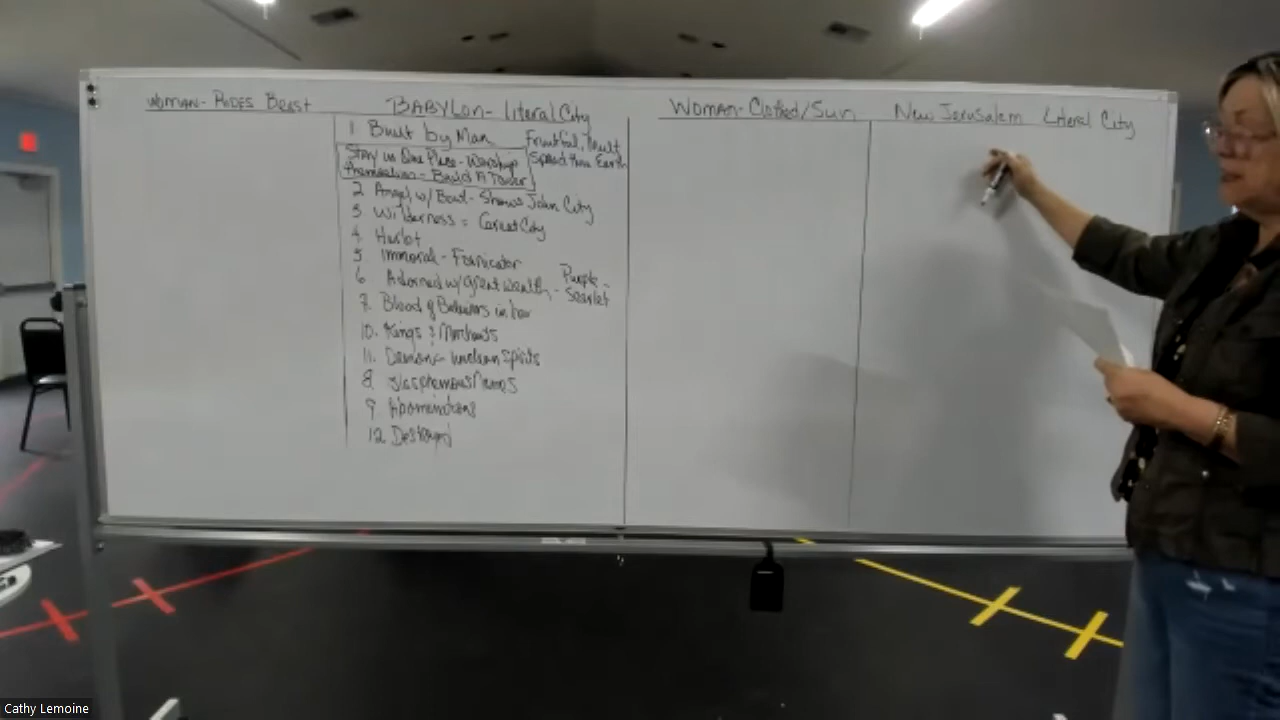 Woman- Rides Beast
BABYLON- Literal City
Woman- Clothed/Sun
New Jerusalem Literal City
1 Built by Man
Fruitful, Mult
Spread thru Earth
Stay in One Place - Worship
themselves - Build A Tower
2 Angel w/ Bowl - Shows John City
3 Wilderness = City
4 Harlot
5 Immoral - Fornicator
6 Adorned w/ great wealth - Purple -
Scarlet
7. Blood of Believers in her
10. Kings & Merchants
11. Demons - unclean spirits
8. Blasphemous Names
9. Abominations
12. Destroyed
Cathy Lemoine